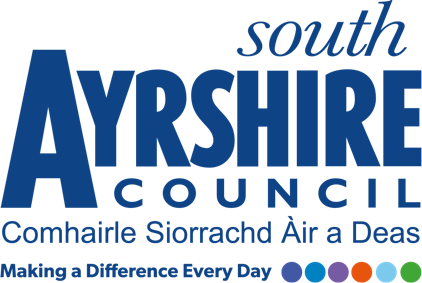 south
AYRSHIRE
COUNCIL
Comhairle Siorrachd Àir a Deas
Making a Difference Every Day